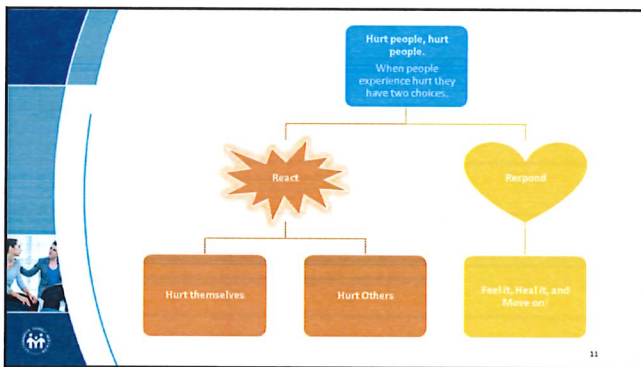 Hurt people, hurt
people.
When people
experience hurt they
have two choices.
React
Respond
Hurt themselves
Hurt Others
Feel it, Heal it, and
Move on!
11